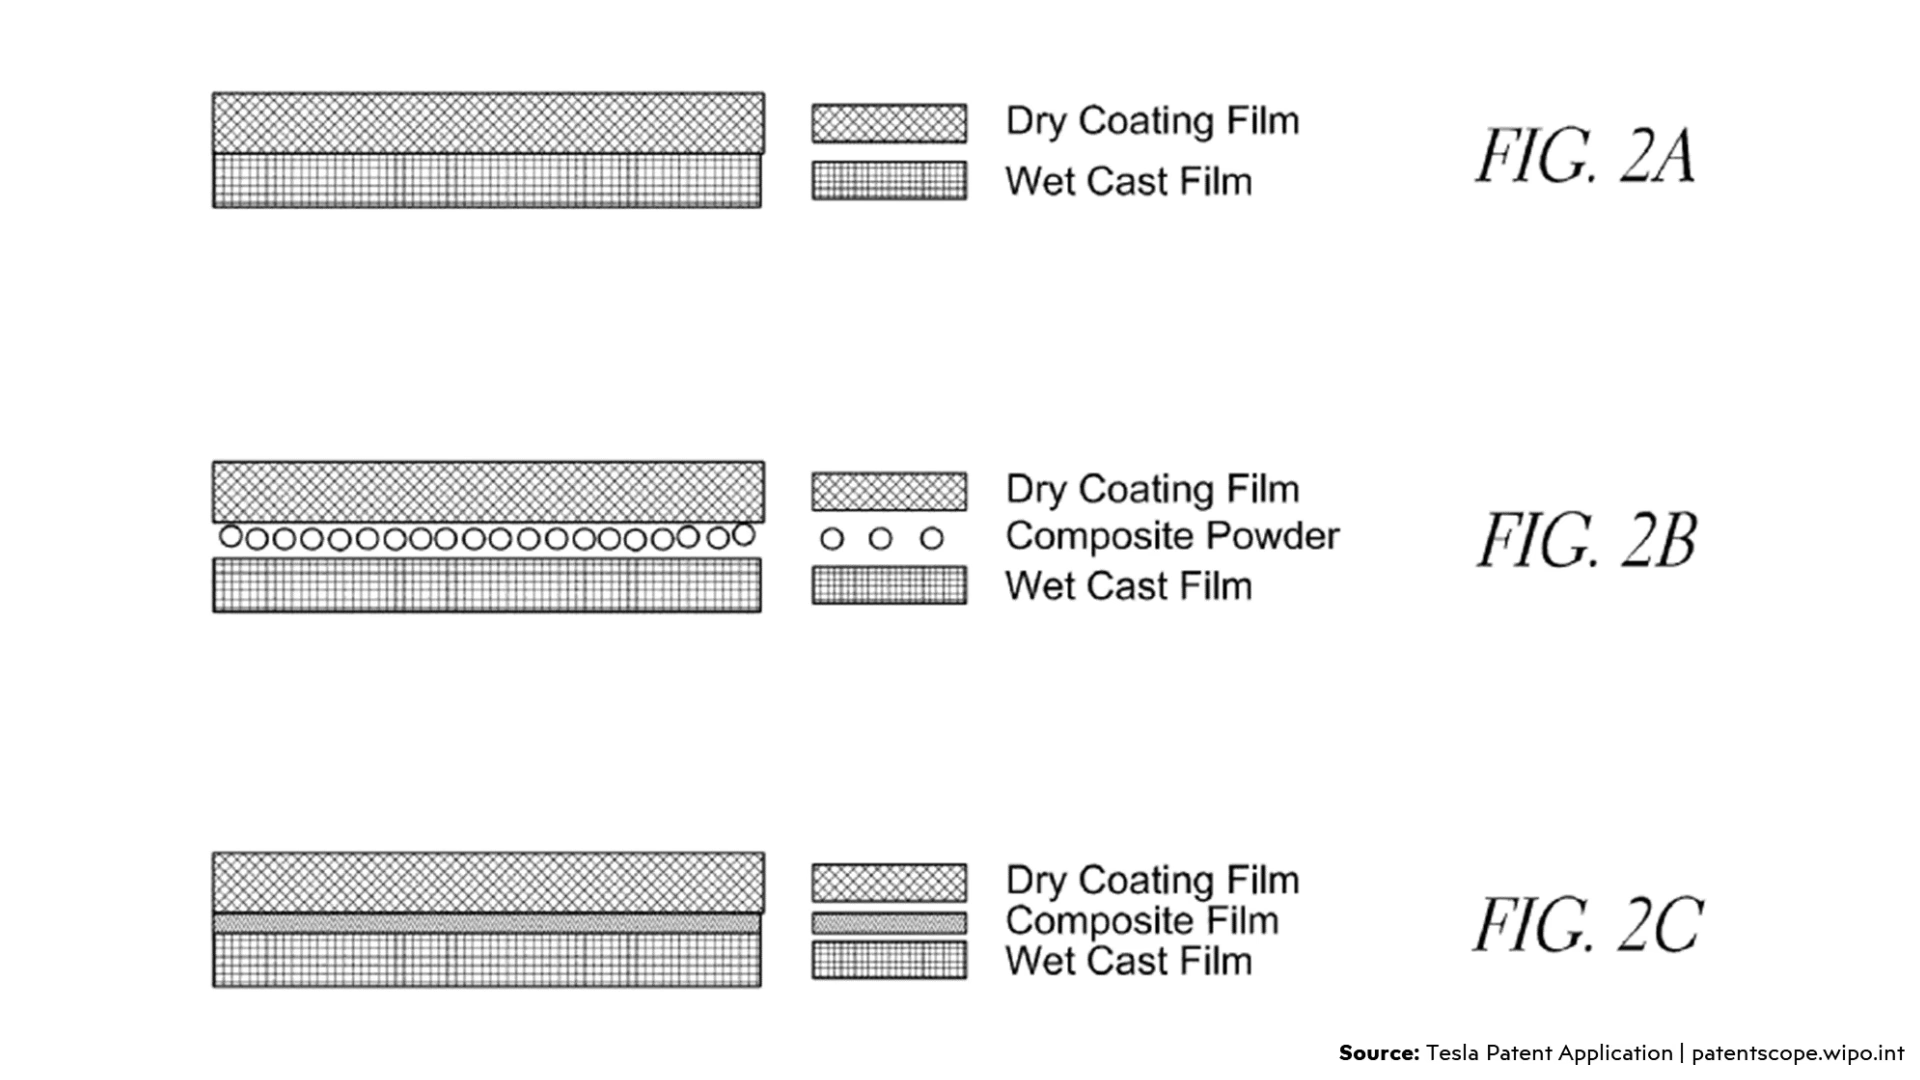 Dry Coating Film
Wet Cast Film
FIG. 2A
Dry Coating Film
Composite Powder
Wet Cast Film
FIG. 2B
Dry Coating Film
Composite Film
Wet Cast Film
FIG. 2C
Source: Tesla Patent Application | patentscope.wipo.int